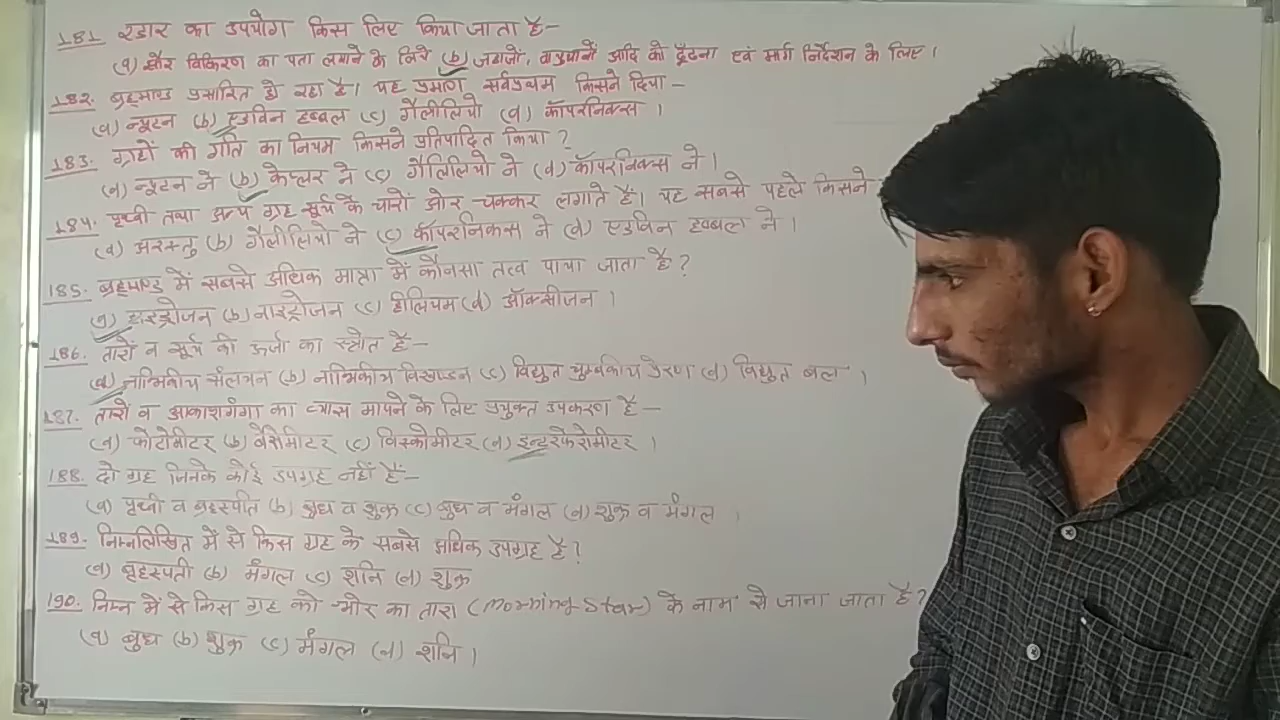 181. रडार का उपयोग किस लिए किया जाता है-
(a) सौर विकिरण का पता लगाने के लिये (b) जहाजों, वायुयानों आदि को ढूँढना एवं मार्ग निर्देशन के लिए।
182. ब्रह्माण्ड प्रसारित हो रहा है। यह प्रमाण सर्वप्रथम किसने दिया-
(a) न्यूटन (b) एडविन हब्बल (c) गैलीलियो (d) कॉपरनिकस।
183. ग्रहों की गति का नियम किसने प्रतिपादित किया?
(a) न्यूटन ने (b) केप्लर ने (c) गैलिलियो ने (d) कॉपरनिकस ने।
184. पृथ्वी तथा अन्य ग्रह सूर्य के चारों ओर चक्कर लगाते हैं। यह सबसे पहले किसने
(a) अरस्तु (b) गैलीलियो ने (c) कॉपरनिकस ने (d) एडविन हब्बल ने।
185. ब्रह्माण्ड में सबसे अधिक मात्रा में कौनसा तत्व पाया जाता है?
(a) हाइड्रोजन (b) नाइट्रोजन (c) हीलियम (d) ऑक्सीजन।
186. तारों व सूर्य की ऊर्जा का स्त्रोत है-
(a) नाभिकीय संलयन (b) नाभिकीय विखण्डन (c) विद्युत चुम्बकीय प्रेरण (d) विद्युत बल।
187. तारों व आकाशगंगा का व्यास मापने के लिए प्रयुक्त उपकरण है-
(a) फोटोमीटर (b) बैरोमीटर (c) विस्कोमीटर (d) इन्टरफेरोमीटर।
188. दो ग्रह जिनके कोई उपग्रह नहीं हैं-
(a) पृथ्वी व ब्रहस्पति (b) बुध व शुक्र (c) बुध व मंगल (d) शुक्र व मंगल।
189. निम्नलिखित में से किस ग्रह के सबसे अधिक उपग्रह है?
(a) बृहस्पती (b) मंगल (c) शनि (d) शुक्र
190. निम्न में से किस ग्रह को भोर का तारा (Morning Star) के नाम से जाना जाता है?
(a) बुध (b) शुक्र (c) मंगल (d) शनि।